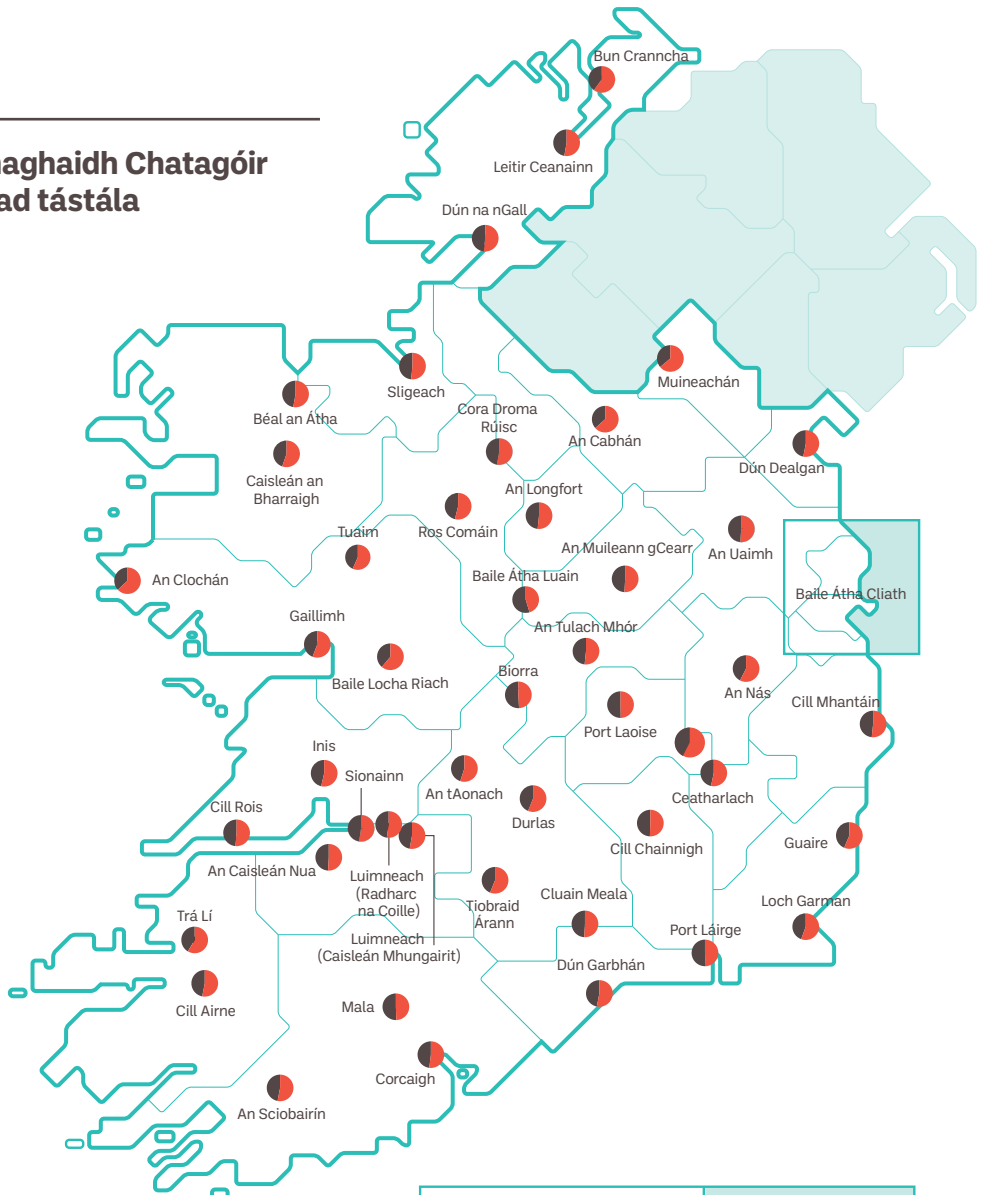 naghaidh Chatagóir
ad tástála
Bun Cranncha
Leitir Ceanainn
Dún na nGall
Sligeach
Muineachán
Béal an Átha
Cora Droma
Rúisc
An Cabhán
Dún Dealgan
Caisleán an
Bharraigh
An Longfort
Tuaim
Ros Comáin
An Muileann gCearr
An Uaimh
An Clochán
Baile Átha Luain
Baile Átha Cliath
Gaillimh
An Tulach Mhór
Baile Locha Riach
Biorra
An Nás
Cill Mhantáin
Port Laoise
Inis
Sionainn
An tAonach
Ceatharlach
Cill Rois
Durlas
Guaire
Cill Chainnigh
An Caisleán Nua
Luimneach
(Radharc
na Coille)
Cluain Meala
Loch Garman
Tiobraid
Árann
Trá Lí
Port Láirge
Luimneach
(Caisleán Mhungairit)
Dún Garbhán
Cill Airne
Mala
Corcaigh
An Sciobairín